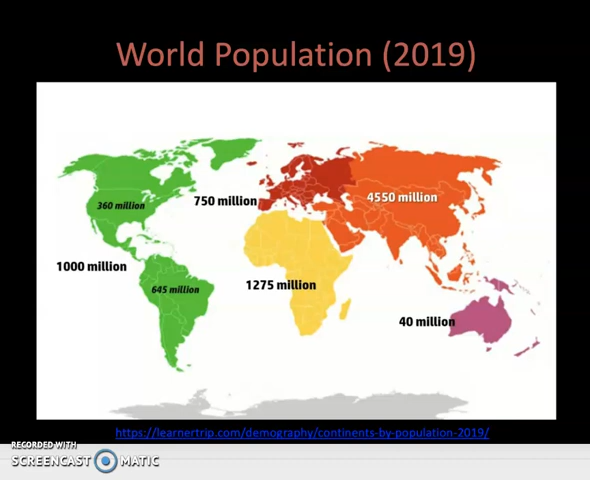 World Population (2019)
360 million
750 million
4550 million
1000 million
645 million
1275 million
40 million
https://learnertrip.com/demography/continents-by-population-2019/
RECORDED WITH
SCREENCAST MATIC